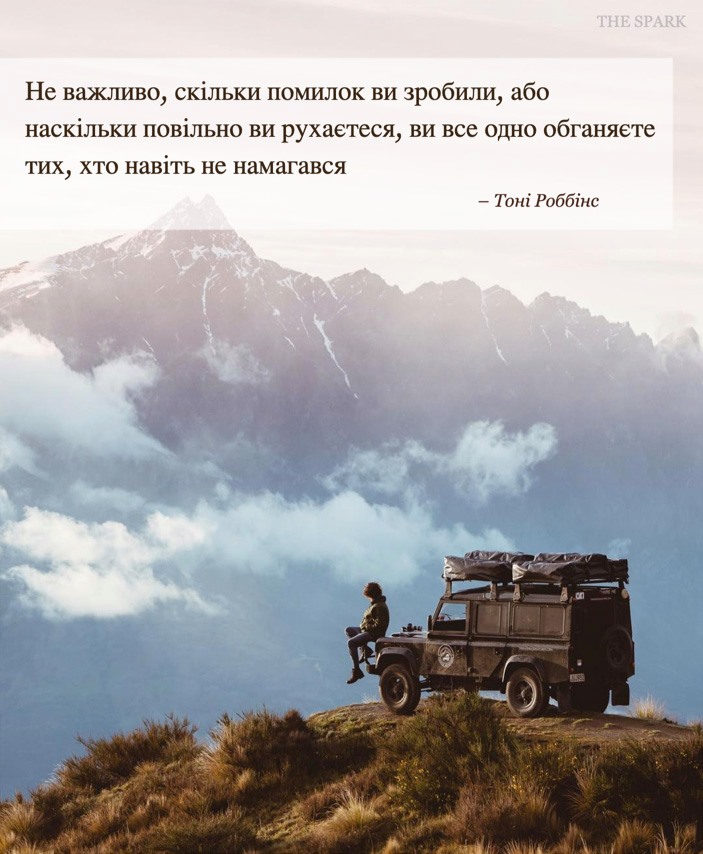 THE SPARK
Не важливо, скільки помилок ви зробили, або
наскільки повільно ви рухаєтеся, ви все одно обганяєте
тих, хто навіть не намагався
– Тоні Роббінс